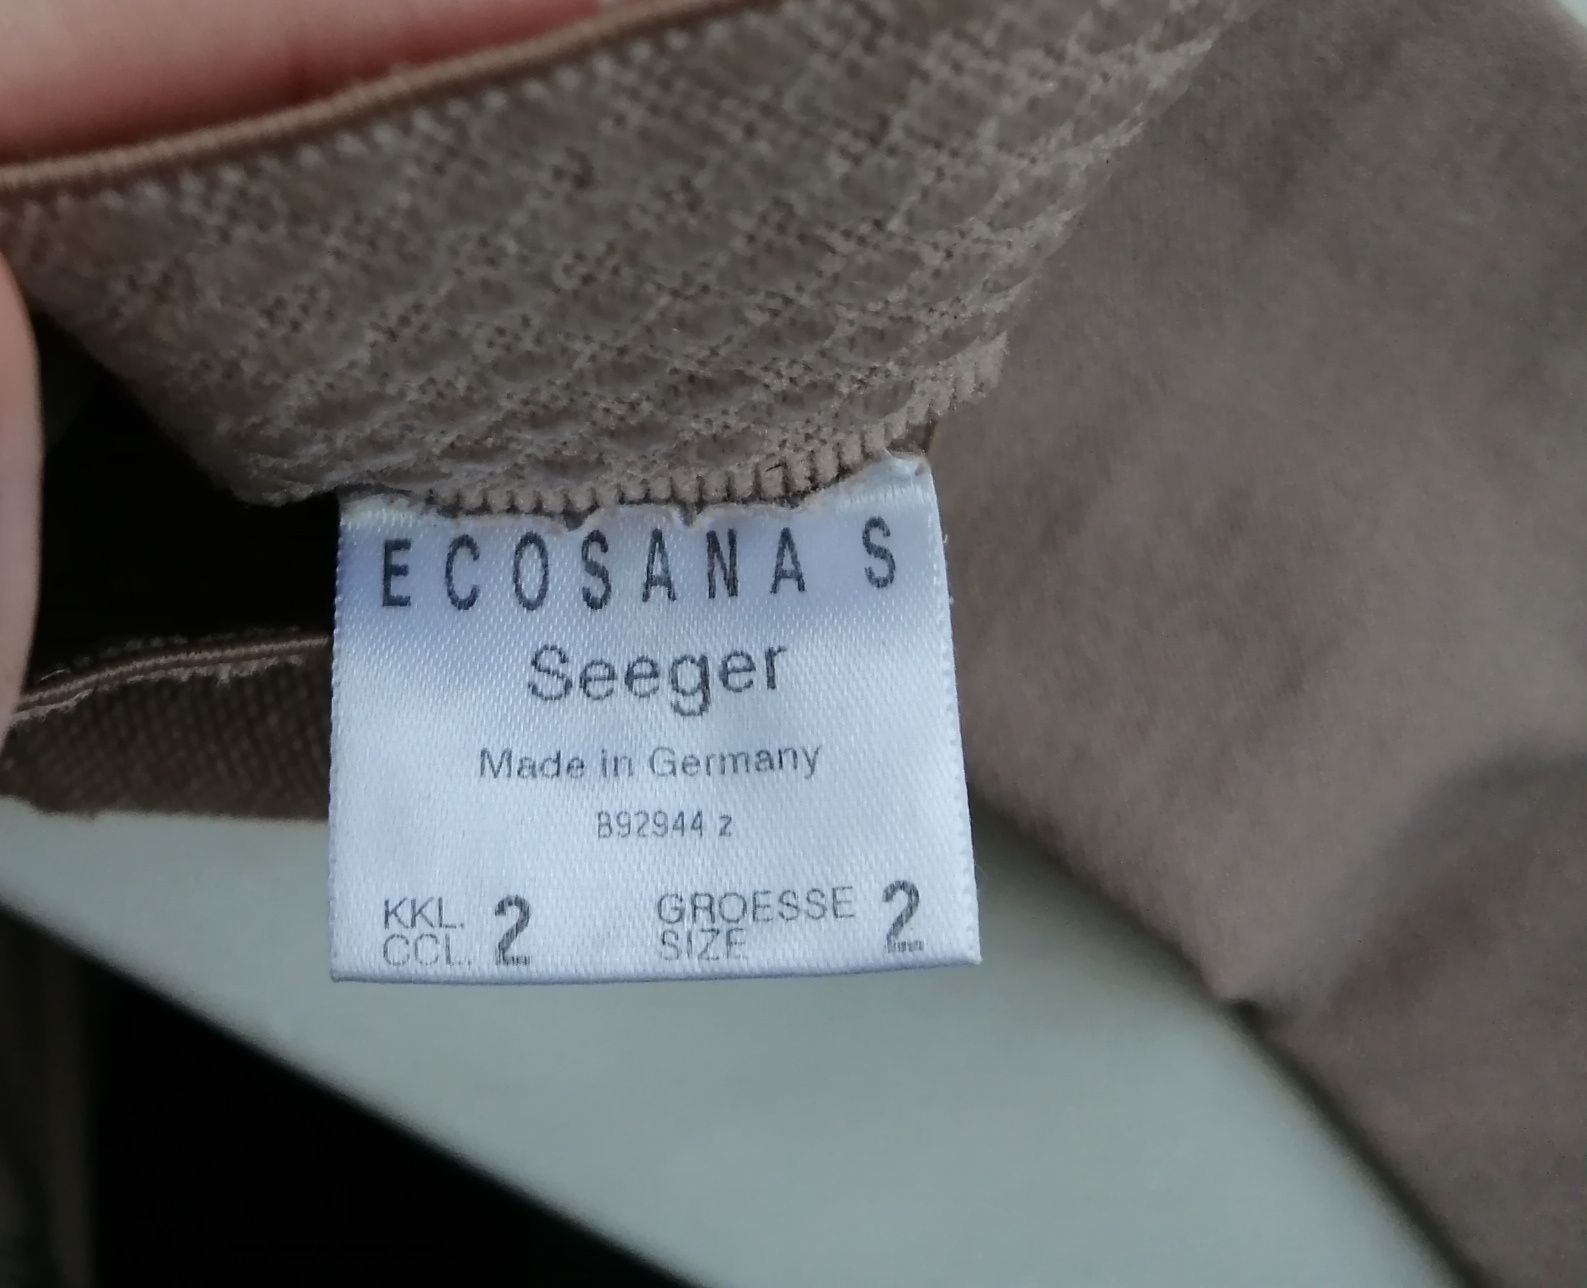 ECOSANA S
Seeger
Made in Germany
B92944 z
KKL. 2 GROESSE 2
CCL. SIZE